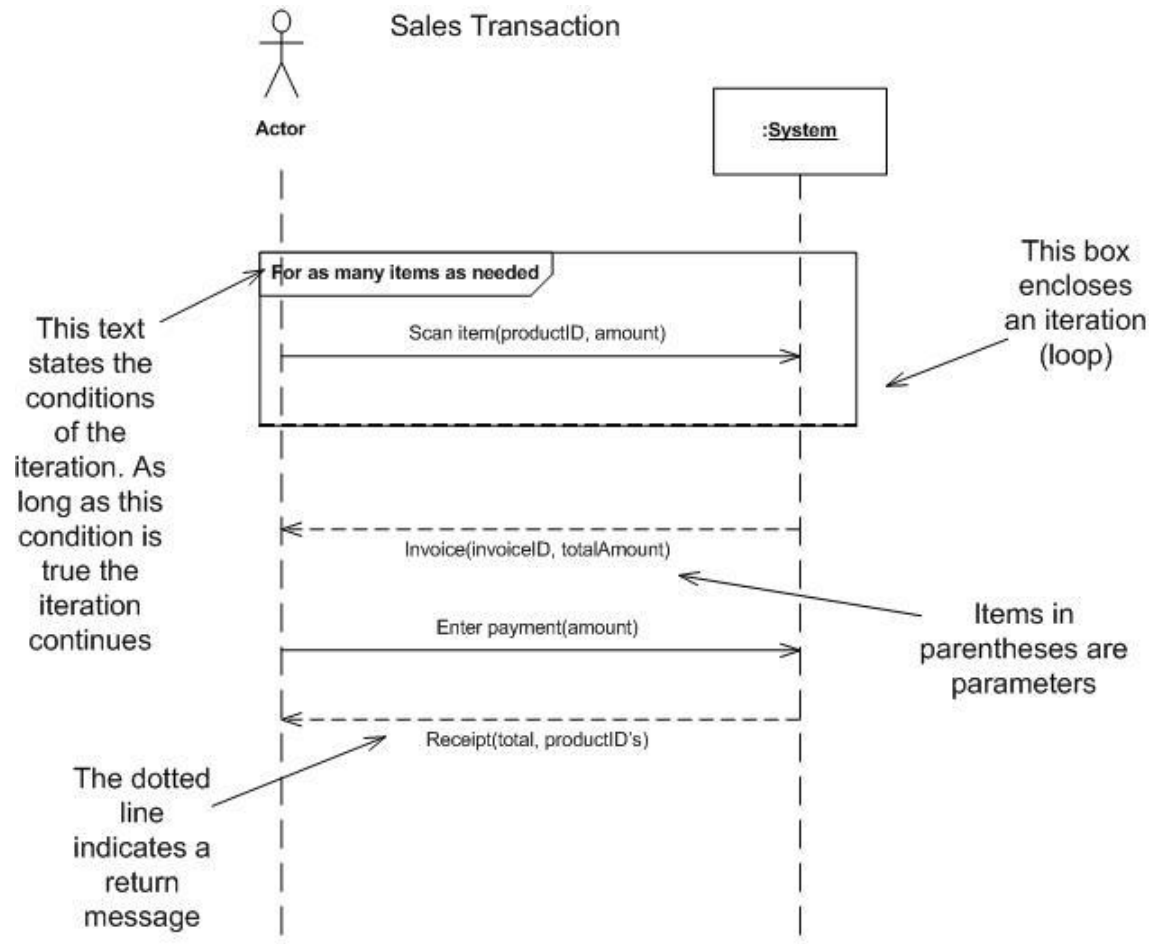 Sales Transaction
Actor
:System
For as many items as needed
Scan item(productID, amount)
This box
encloses
an iteration
(loop)
This text
states the
conditions
of the
iteration. As
long as this
condition is
true the
iteration
continues
Invoice(invoiceID, totalAmount)
Items in
parentheses are
parameters
Enter payment(amount)
Receipt(total, productID's)
The dotted
line
indicates a
return
message